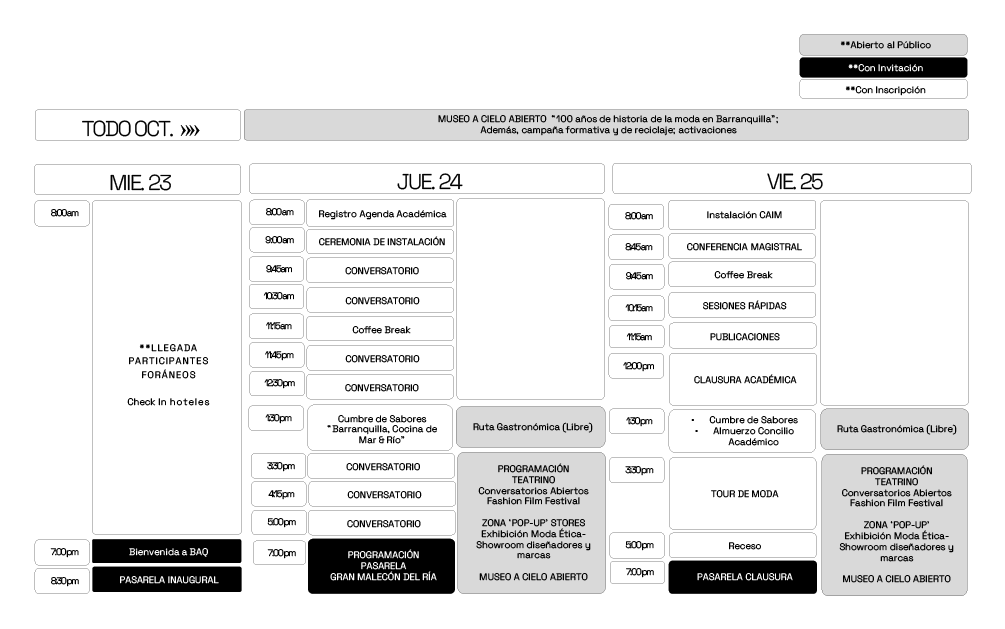 **Abierto al Público
**Con Invitación
**Con Inscripción
TODO OCT. »»
MUSEO A CIELO ABIERTO "100 años de historia de la moda en Barranquilla";
Además, campaña formativa y de reciclaje; activaciones
MIE. 23
8:00am
**LLEGADA
PARTICIPANTES
FORÁNEOS
Check In hoteles
7:00pm
Bienvenida a BAQ
8:30pm
PASARELA INAUGURAL
JUE. 24
8:00am
Registro Agenda Académica
9:00am
CEREMONIA DE INSTALACIÓN
9:45am
CONVERSATORIO
10:30am
CONVERSATORIO
11:15am
Coffee Break
11:45pm
CONVERSATORIO
12:30pm
CONVERSATORIO
1:30pm
Cumbre de Sabores
"Barranquilla, Cocina de
Mar & Río"
Ruta Gastronómica (Libre)
3:30pm
CONVERSATORIO
4:15pm
CONVERSATORIO
5:00pm
CONVERSATORIO
7:00pm
PROGRAMACIÓN
PASARELA
GRAN MALECÓN DEL RÍA
PROGRAMACIÓN
TEATRINO
Conversatorios Abiertos
Fashion Film Festival
ZONA 'POP-UP' STORES
Exhibición Moda Ética-
Showroom diseñadores y
marcas
MUSEO A CIELO ABIERTO
VIE. 25
8:00am
Instalación CAIM
8:45am
CONFERENCIA MAGISTRAL
9:45am
Coffee Break
10:15am
SESIONES RÁPIDAS
11:15am
PUBLICACIONES
12:00pm
CLAUSURA ACADÉMICA
1:30pm
• Cumbre de Sabores
• Almuerzo Concilio
Académico
Ruta Gastronómica (Libre)
3:30pm
TOUR DE MODA
5:00pm
Receso
7:00pm
PASARELA CLAUSURA
PROGRAMACIÓN
TEATRINO
Conversatorios Abiertos
Fashion Film Festival
ZONA 'POP-UP'
Exhibición Moda Ética-
Showroom diseñadores y
marcas
MUSEO A CIELO ABIERTO